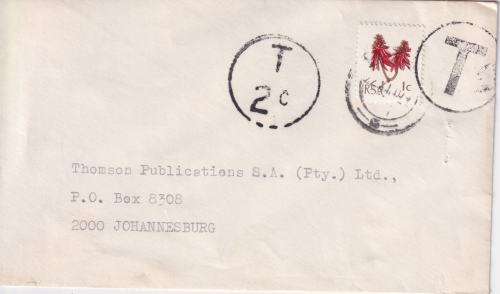 T
2c
RSA 1c
T
Thomson Publications S.A. (Pty.) Ltd.,
P.O. Box 8308
2000 JOHANNESBURG